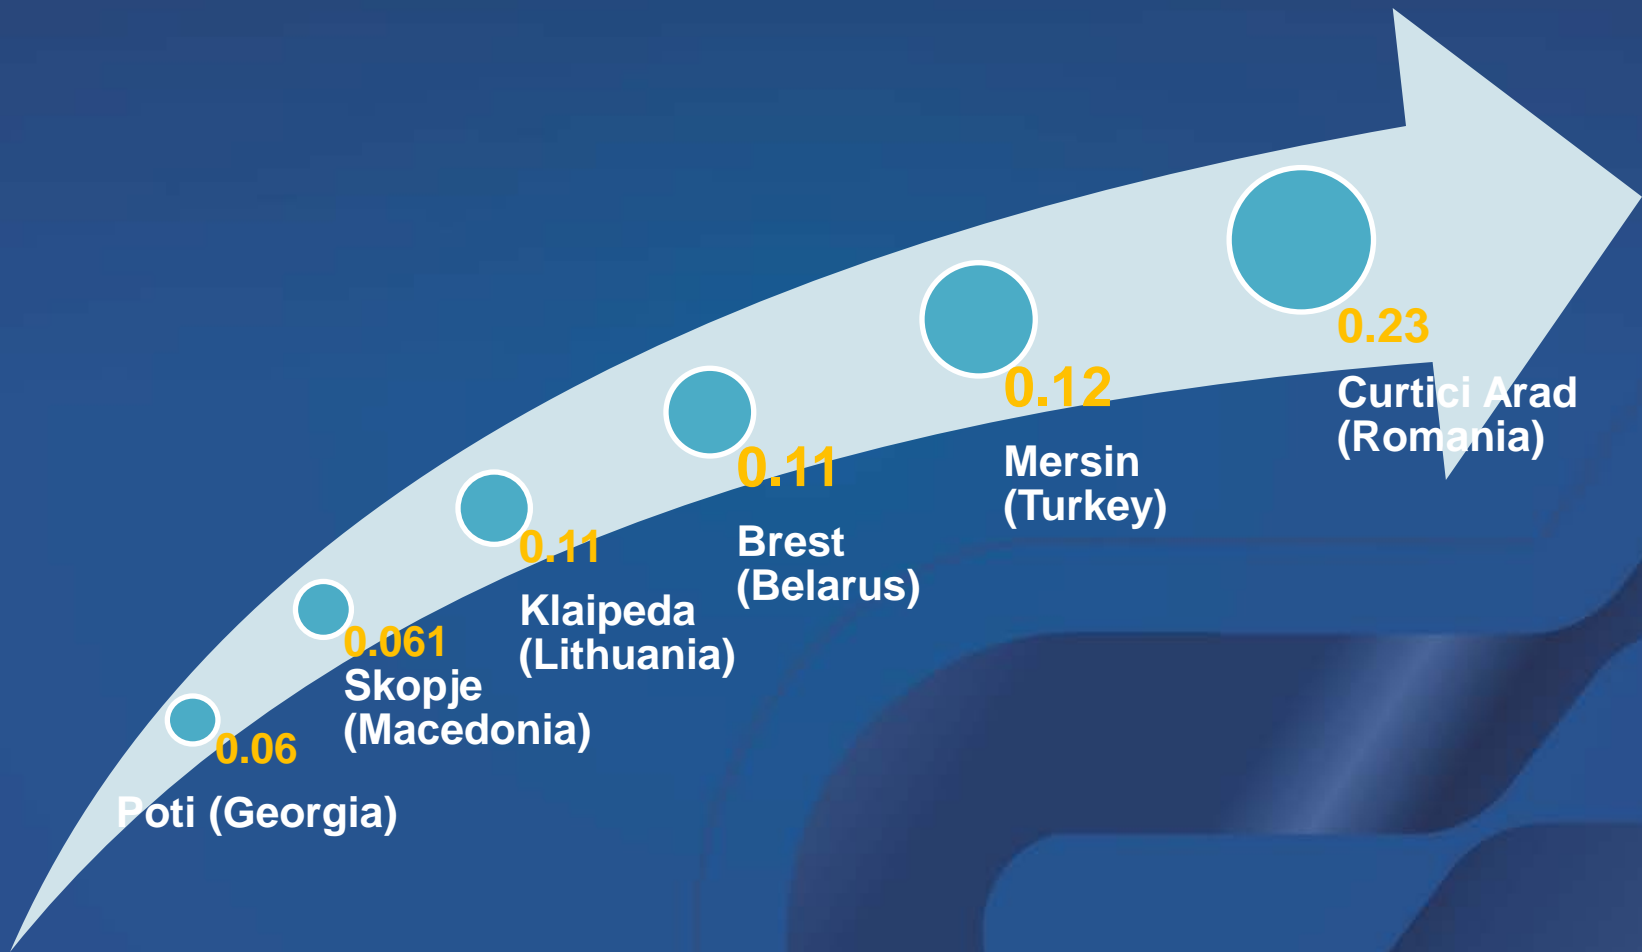 0.06
Poti (Georgia)
0.061
Skopje
(Macedonia)
0.11
Klaipeda
(Lithuania)
0.11
Brest
(Belarus)
0.12
Mersin
(Turkey)
0.23
Curtici Arad
(Romania)